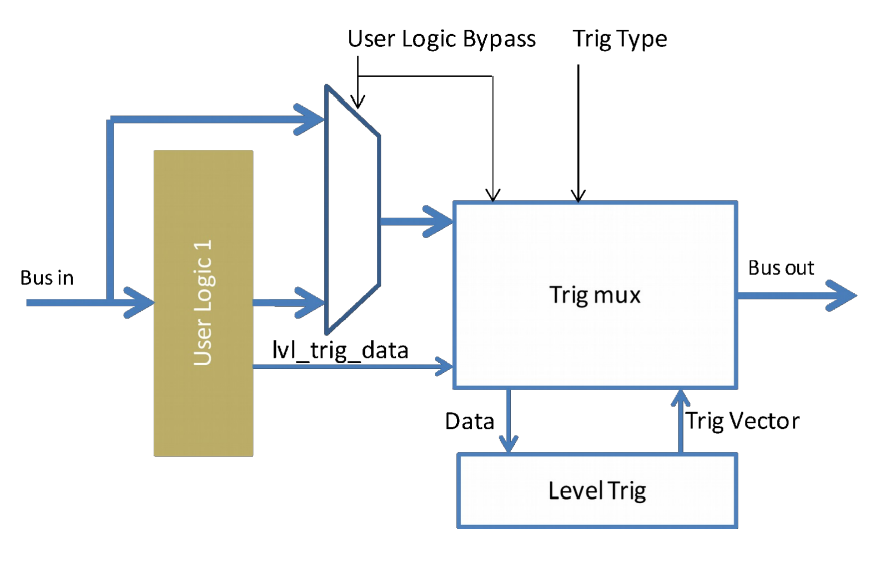 User Logic Bypass
Trig Type
Bus in
User Logic 1
Trig mux
Bus out
lvl_trig_data
Data
Trig Vector
Level Trig